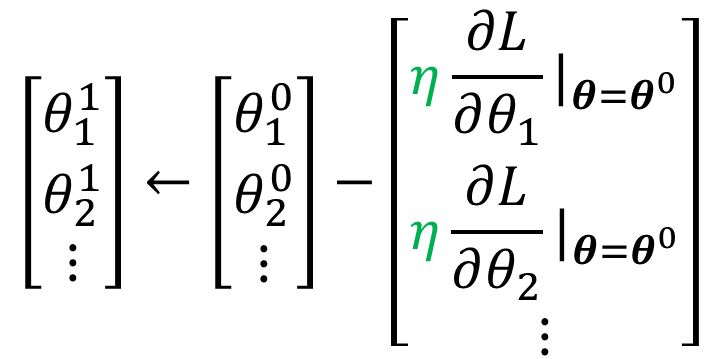 [θ₁¹ θ₂¹ ⋮] ← [θ₁⁰ θ₂⁰ ⋮] − [η ∂L/∂θ₁ |θ=θ⁰ η ∂L/∂θ₂ |θ=θ⁰ ⋮]